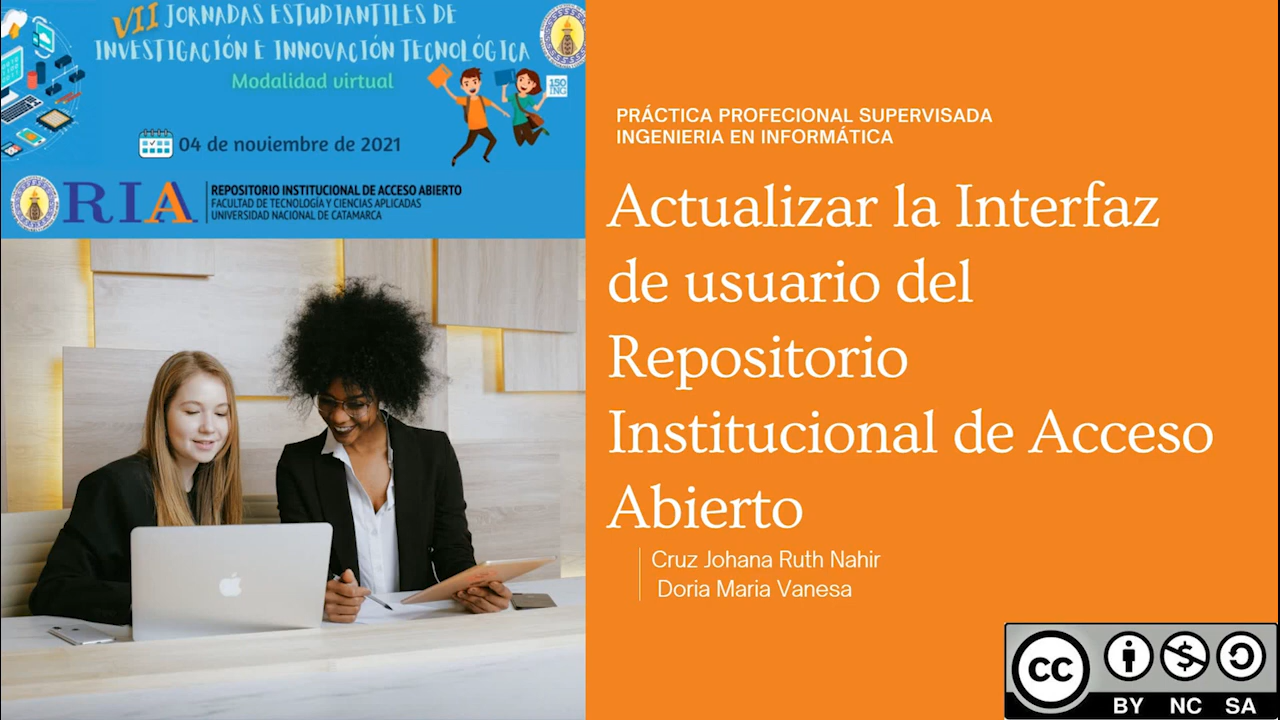 VII JORNADAS ESTUDIANTILES DE
INVESTIGACIÓN E INNOVACIÓN TECNOLÓGICA
Modalidad virtual
150
ING
04 de noviembre de 2021
RIA
REPOSITORIO INSTITUCIONAL DE ACCESO ABIERTO
FACULTAD DE TECNOLOGÍA Y CIENCIAS APLICADAS
UNIVERSIDAD NACIONAL DE CATAMARCA
PRÁCTICA PROFECIONAL SUPERVISADA
INGENIERIA EN INFORMÁTICA
Actualizar la Interfaz
de usuario del
Repositorio
Institucional de Acceso
Abierto
Cruz Johana Ruth Nahir
Doria Maria Vanesa
cc
BY NC SA